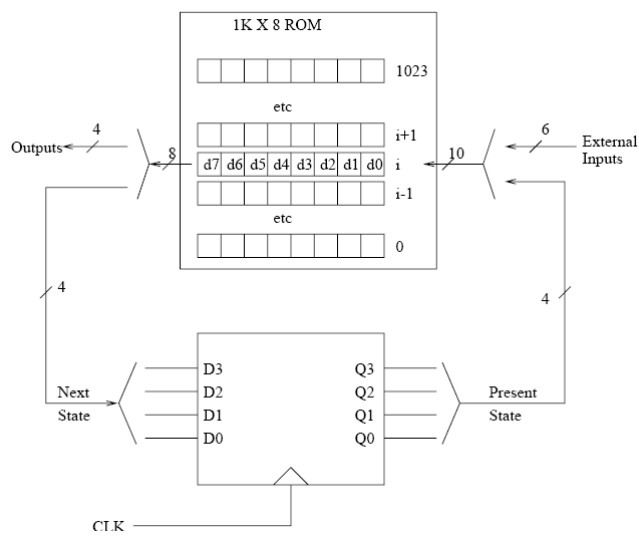 1K X 8 ROM
1023
etc
4
6
i+1
Outputs
External
8
d7 d6 d5 d4 d3 d2 d1 d0
i
10
Inputs
i-1
etc
0
4
4
D3
Q3
Next
D2
Q2
Present
State
D1
Q1
State
D0
Q0
CLK